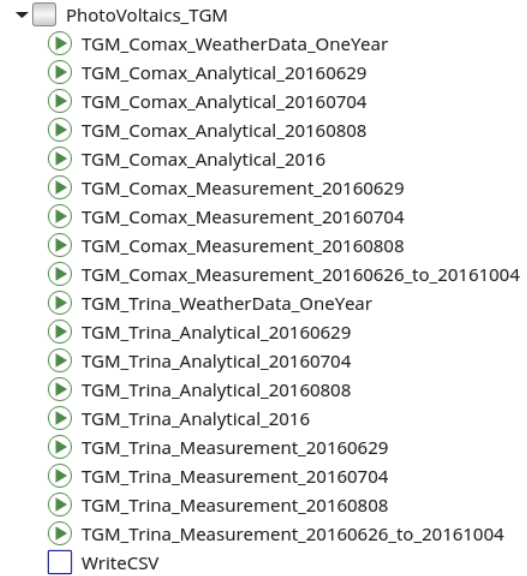 PhotoVoltaics_TGM
TGM_Comax_WeatherData_OneYear
TGM_Comax_Analytical_20160629
TGM_Comax_Analytical_20160704
TGM_Comax_Analytical_20160808
TGM_Comax_Analytical_2016
TGM_Comax_Measurement_20160629
TGM_Comax_Measurement_20160704
TGM_Comax_Measurement_20160808
TGM_Comax_Measurement_20160626_to_20161004
TGM_Trina_WeatherData_OneYear
TGM_Trina_Analytical_20160629
TGM_Trina_Analytical_20160704
TGM_Trina_Analytical_20160808
TGM_Trina_Analytical_2016
TGM_Trina_Measurement_20160629
TGM_Trina_Measurement_20160704
TGM_Trina_Measurement_20160808
TGM_Trina_Measurement_20160626_to_20161004
WriteCSV